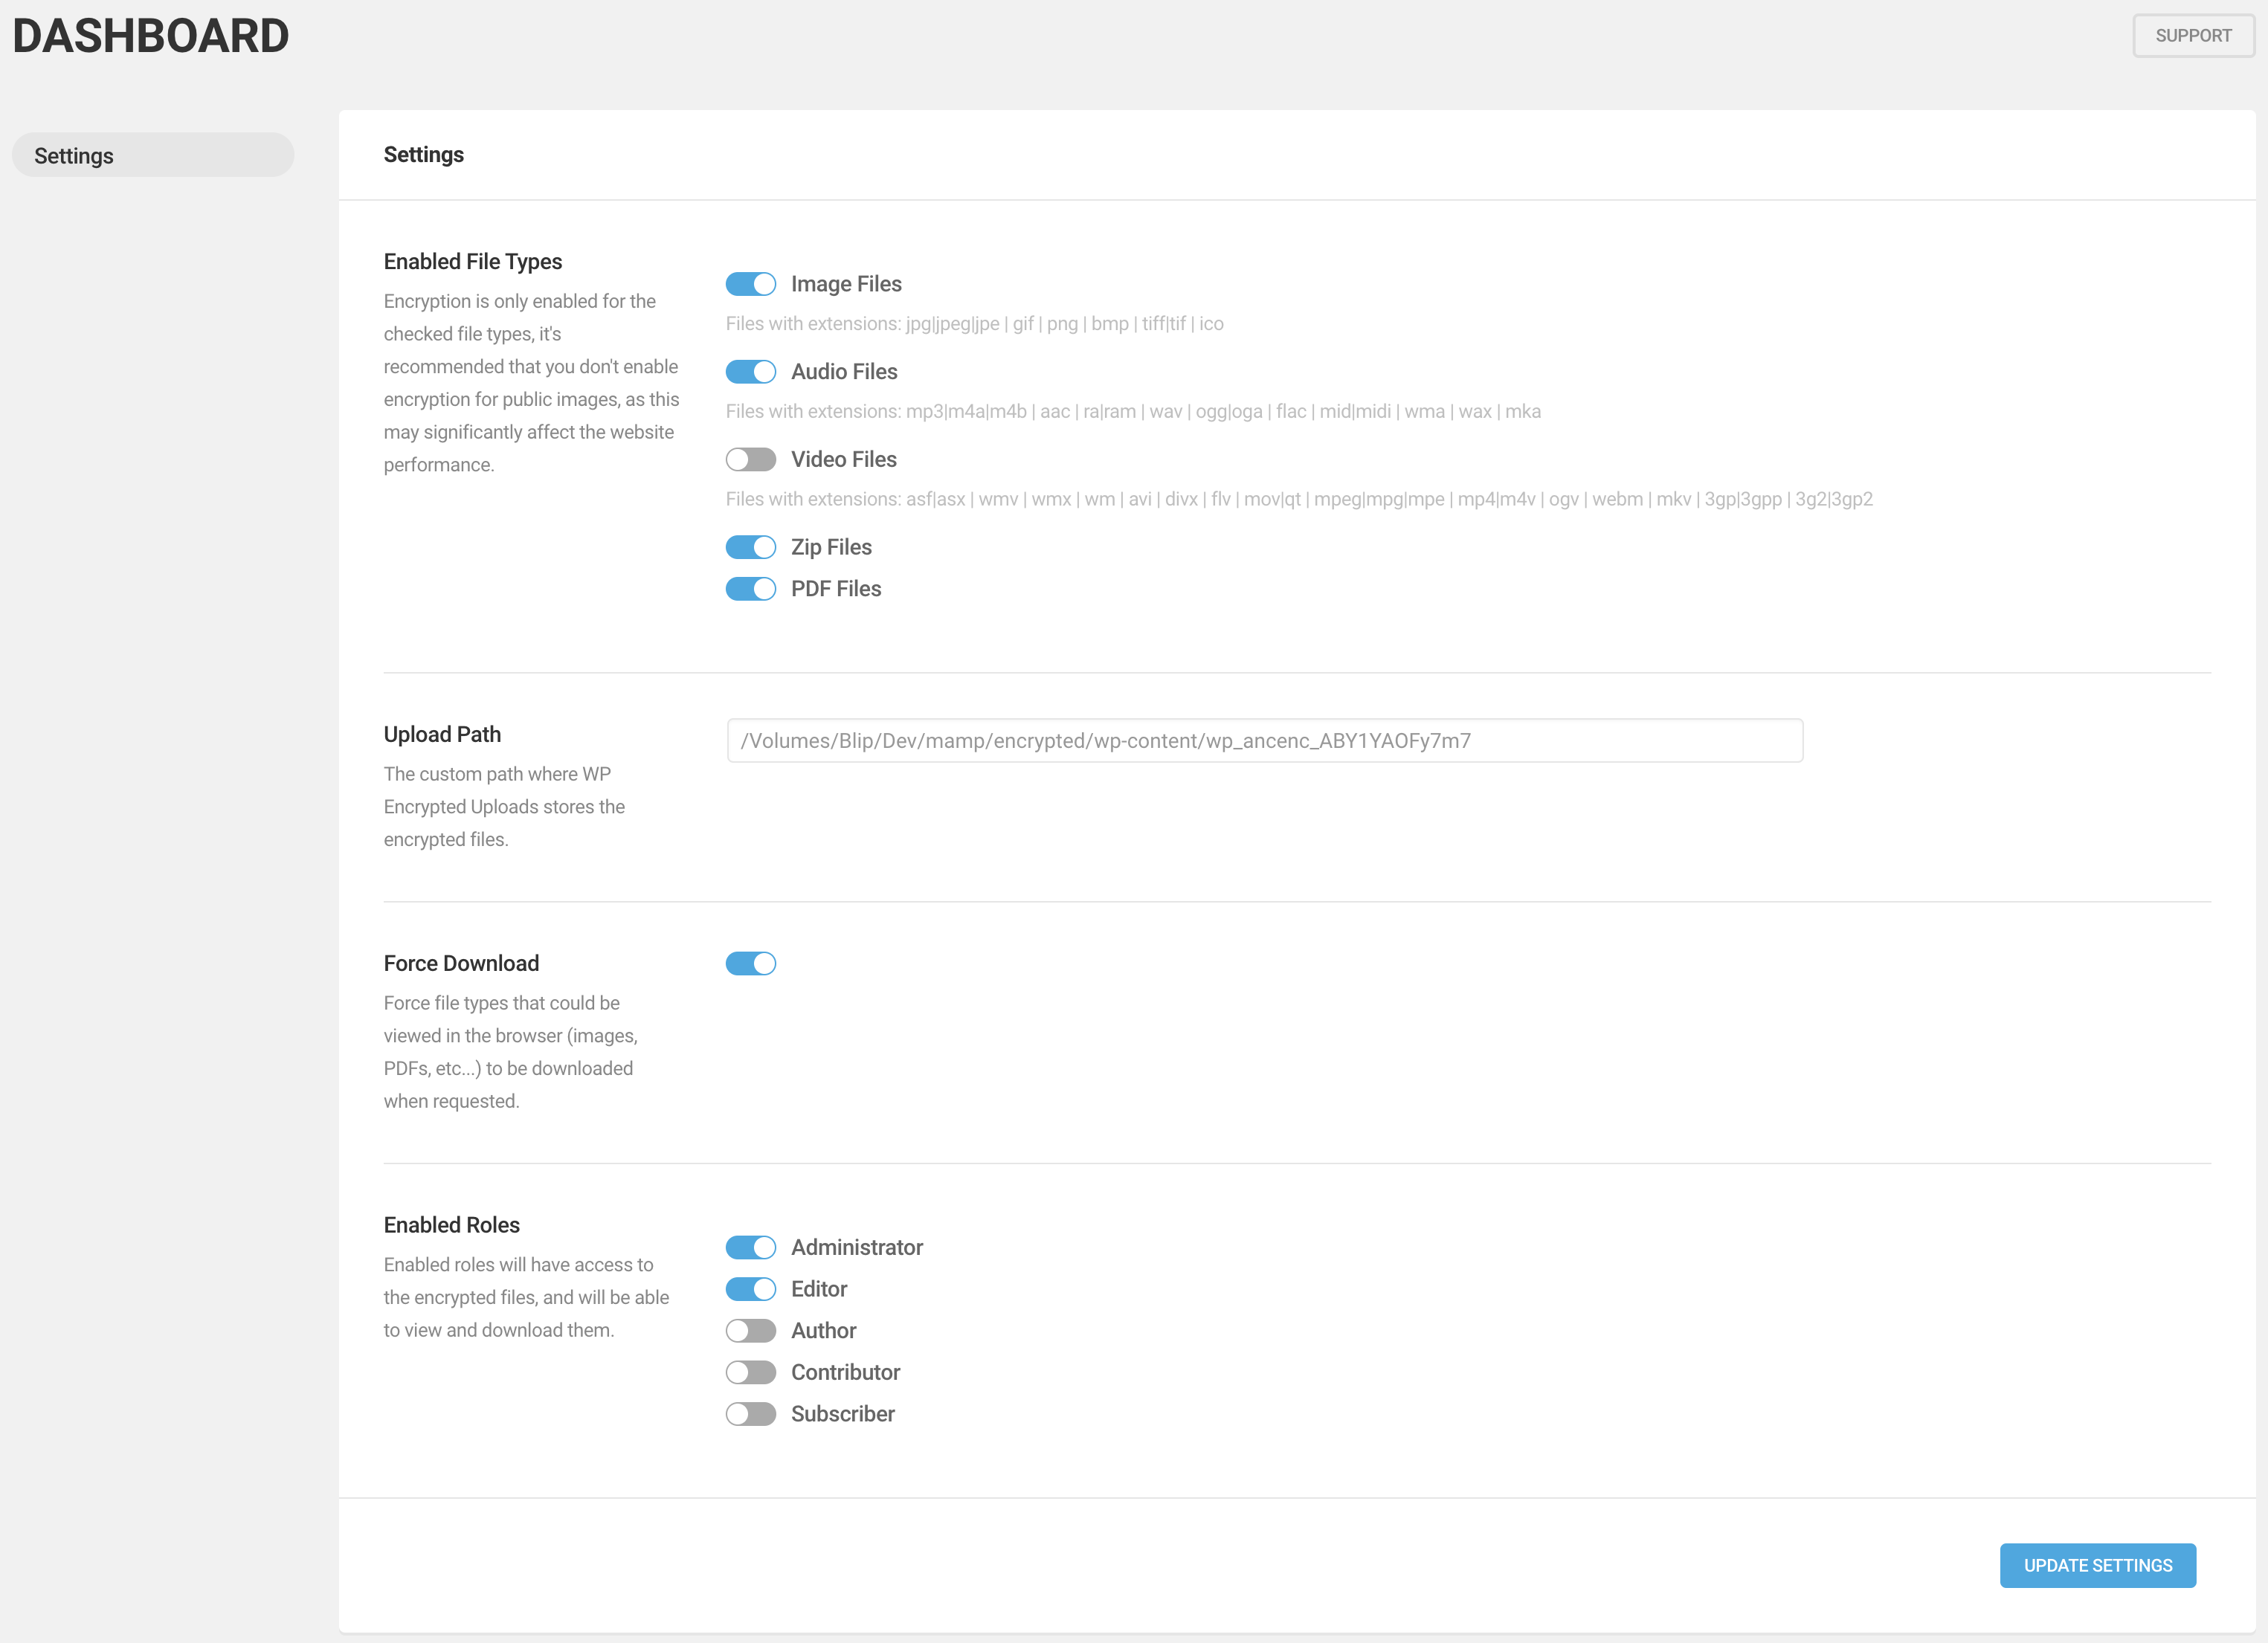 DASHBOARD
SUPPORT
Settings
Settings
Enabled File Types
Encryption is only enabled for the
checked file types, it's
recommended that you don't enable
encryption for public images, as this
may significantly affect the website
performance.
Image Files
Files with extensions: jpg|jpeg|jpe | gif | png | bmp | tiff|tif | ico
Audio Files
Files with extensions: mp3|m4a|m4b | aac | ra|ram | wav | ogg|oga | flac | mid|midi | wma | wax | mka
Video Files
Files with extensions: asf|asx | wmv | wmx | wm | avi | divx | flv | mov|qt | mpeg|mpg|mpe | mp4|m4v | ogv | webm | mkv | 3gp|3gpp | 3g2|3gp2
Zip Files
PDF Files
Upload Path
The custom path where WP
Encrypted Uploads stores the
encrypted files.
/Volumes/Blip/Dev/mamp/encrypted/wp-content/wp_ancenc_ABY1YAOFy7m7
Force Download
Force file types that could be
viewed in the browser (images,
PDFs, etc...) to be downloaded
when requested.
Enabled Roles
Enabled roles will have access to
the encrypted files, and will be able
to view and download them.
Administrator
Editor
Author
Contributor
Subscriber
UPDATE SETTINGS